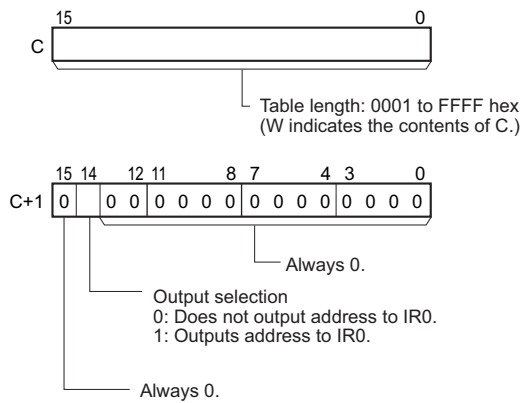 15 0
C
Table length: 0001 to FFFF hex
(W indicates the contents of C.)
15 14 12 11 8 7 4 3 0
C+1 0 0 0 0 0 0 0 0 0 0 0 0 0 0 0
Always 0.
Output selection
0: Does not output address to IR0.
1: Outputs address to IR0.
Always 0.